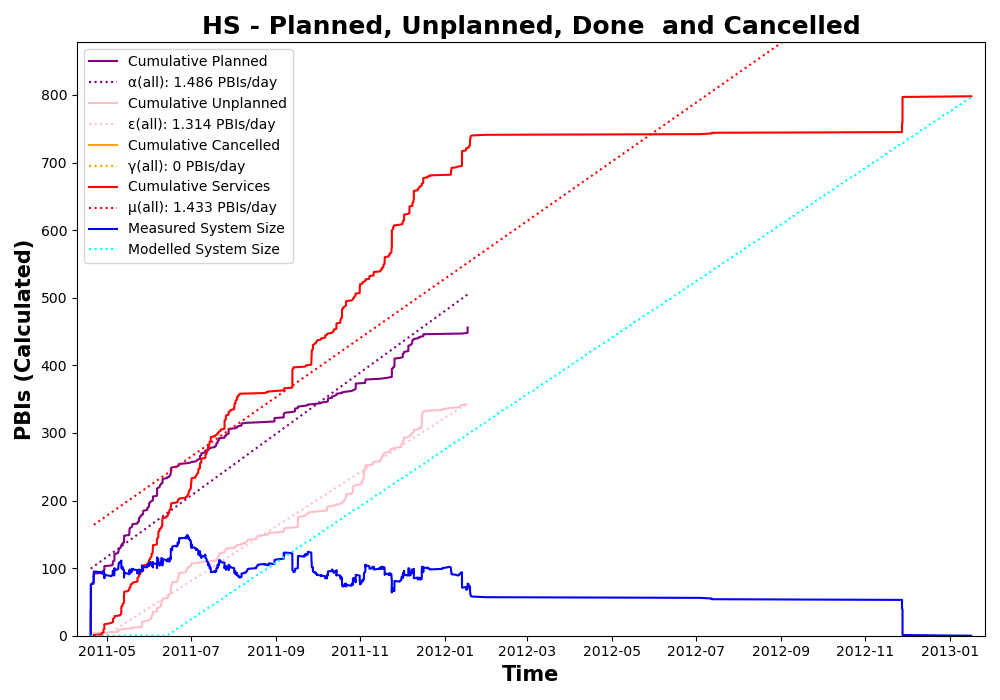 HS - Planned, Unplanned, Done  and Cancelled
Cumulative Planned
α(all): 1.486 PBIs/day
Cumulative Unplanned
ε(all): 1.314 PBIs/day
Cumulative Cancelled
γ(all): 0 PBIs/day
Cumulative Services
μ(all): 1.433 PBIs/day
Measured System Size
Modelled System Size
PBIs (Calculated)
800
700
600
500
400
300
200
100
0
2011-05 2011-07 2011-09 2011-11 2012-01 2012-03 2012-05 2012-07 2012-09 2012-11 2013-01
Time